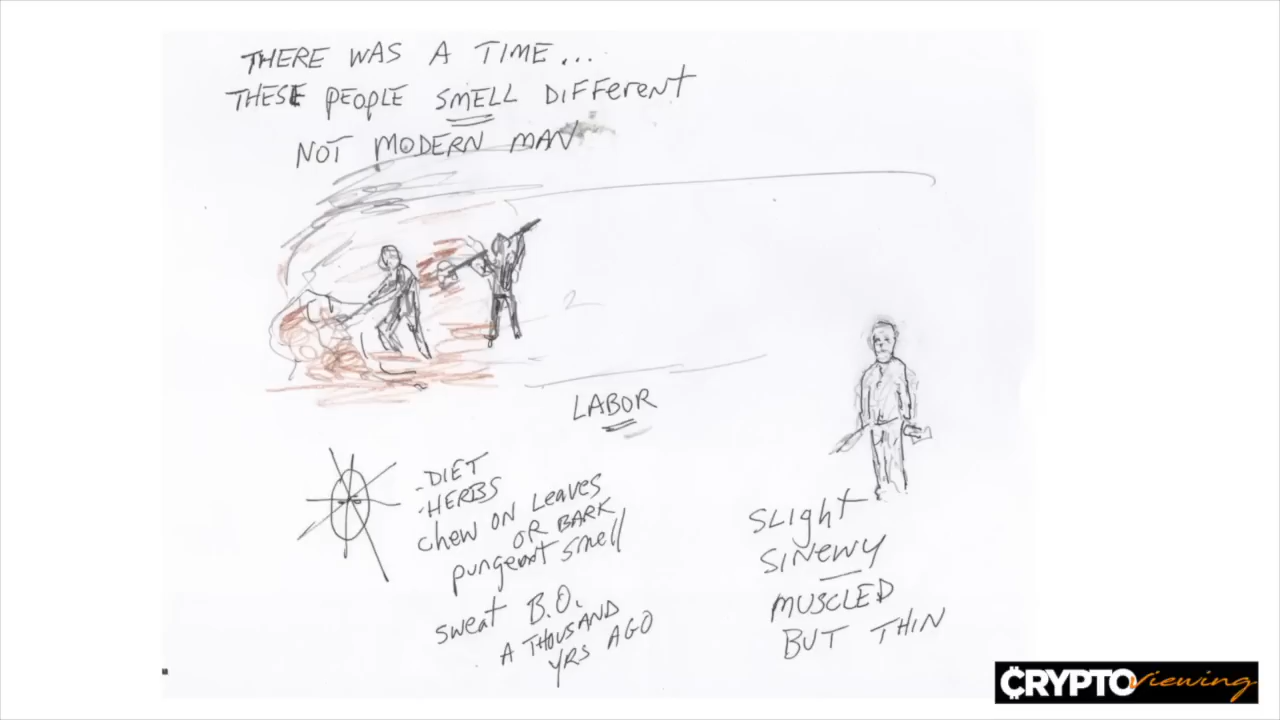 THERE WAS A TIME...
THESE PEOPLE SMELL DIFFERENT
NOT MODERN MAN
2
LABOR
-DIET
-HERBS
chew ON Leaves
OR BARK
pungent smell
sweat B.O.
A THOUSAND
YRS AGO
SLight
SINEWY
MUSCLED
BUT THIN
CRYPTOviewing